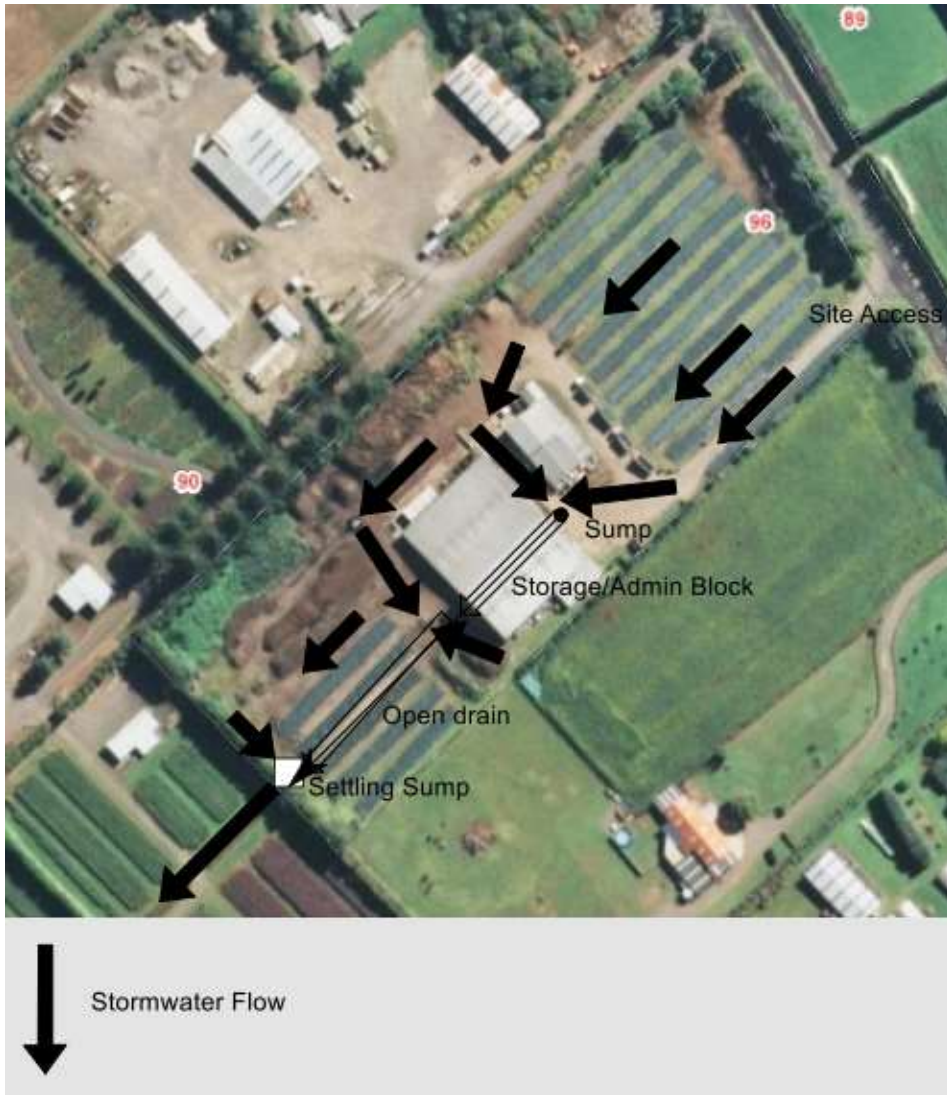 89
96
Site Access
90
Sump
Storage/Admin Block
Open drain
Settling Sump
Stormwater Flow